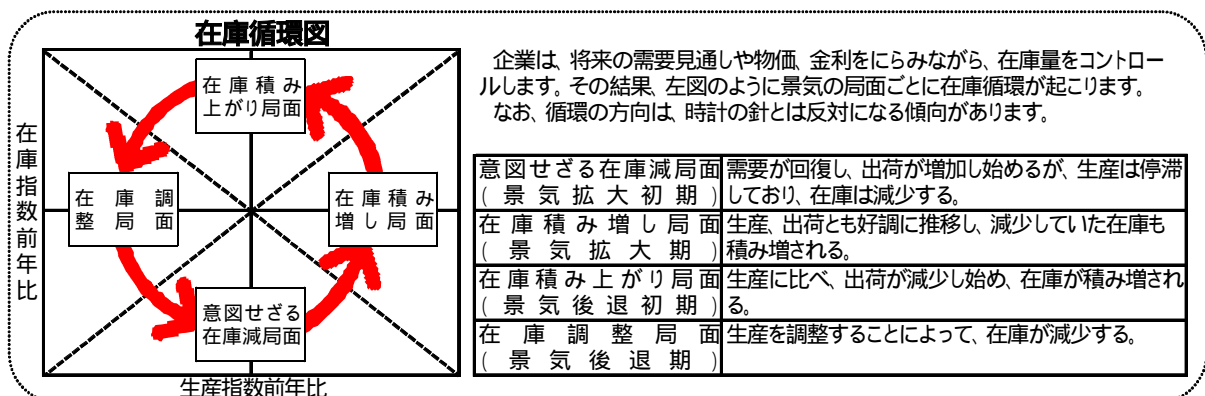 在庫循環図
在庫積み
上がり局面
在庫調
整局面
在庫積み
増し局面
意図せざる
在庫減局面
在庫指数前年比
生産指数前年比
企業は、将来の需要見通しや物価、金利をにらみながら、在庫量をコントロー
ルします。その結果、左図のように景気の局面ごとに在庫循環が起こります。
なお、循環の方向は、時計の針とは反対になる傾向があります。
意図せざる在庫減局面
(景気拡大初期)
需要が回復し、出荷が増加し始めるが、生産は停滞
しており、在庫は減少する。
在庫積み増し局面
(景気拡大期)
生産、出荷とも好調に推移し、減少していた在庫も
積み増される。
在庫積み上がり局面
(景気後退初期)
生産に比べ、出荷が減少し始め、在庫が積み増され
る。
在庫調整局面
(景気後退期)
生産を調整することによって、在庫が減少する。